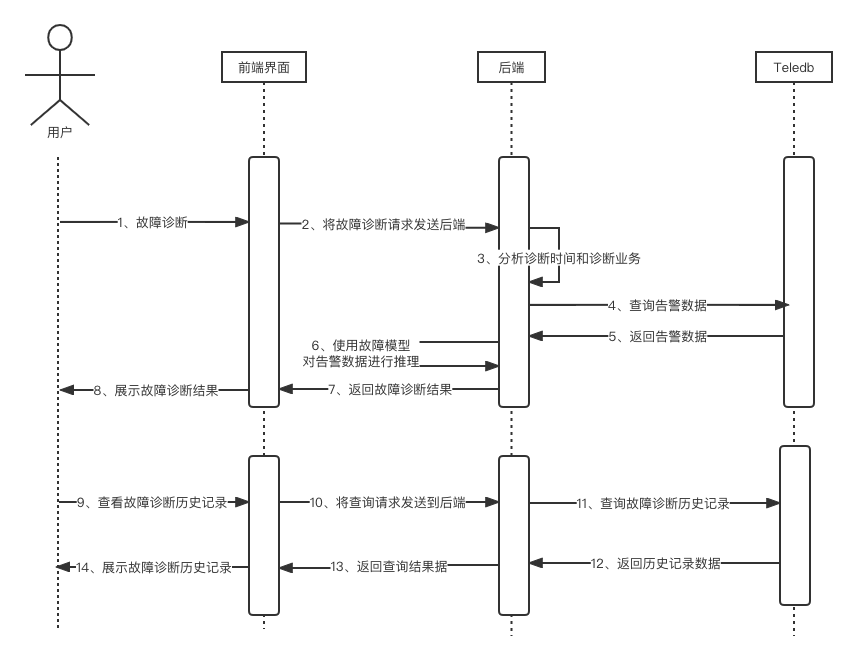 前端界面
后端
Teledb
用户
1、故障诊断
2、将故障诊断请求发送后端
3、分析诊断时间和诊断业务
4、查询告警数据
5、返回告警数据
6、使用故障模型
对告警数据进行推理
7、返回故障诊断结果
8、展示故障诊断结果
9、查看故障诊断历史记录
10、将查询请求发送到后端
11、查询故障诊断历史记录
12、返回历史记录数据
13、返回查询结果据
14、展示故障诊断历史记录